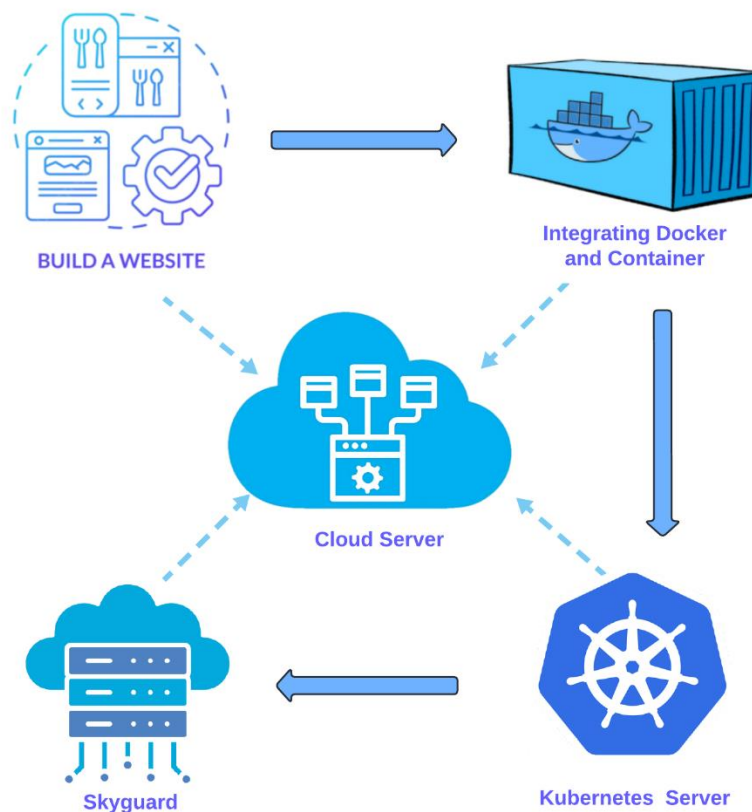 BUILD A WEBSITE
Integrating Docker
and Container
Cloud Server
Skyguard
Kubernetes Server